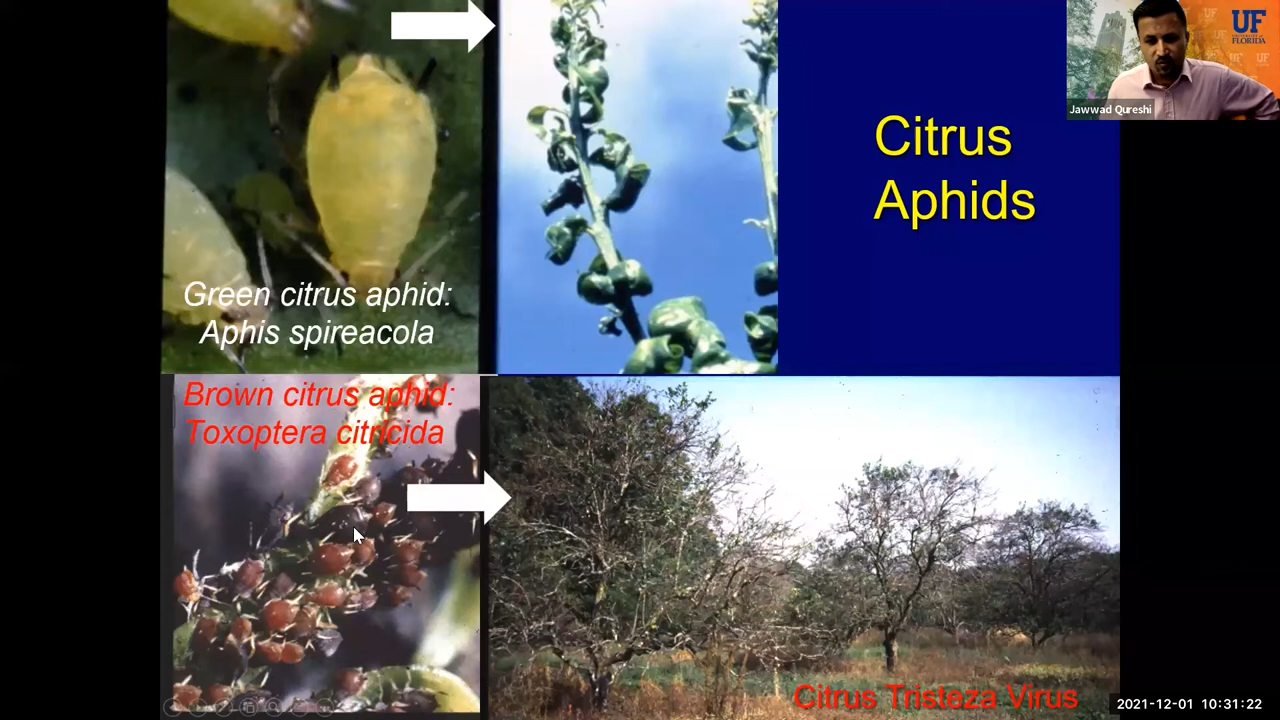 Green citrus aphid:
Aphis spireacola
Citrus
Aphids
UF
FLORIDA
Jawwad Qureshi
Brown citrus aphid:
Toxoptera citricida
Citrus Tristeza Virus
2021-12-01 10:31:22